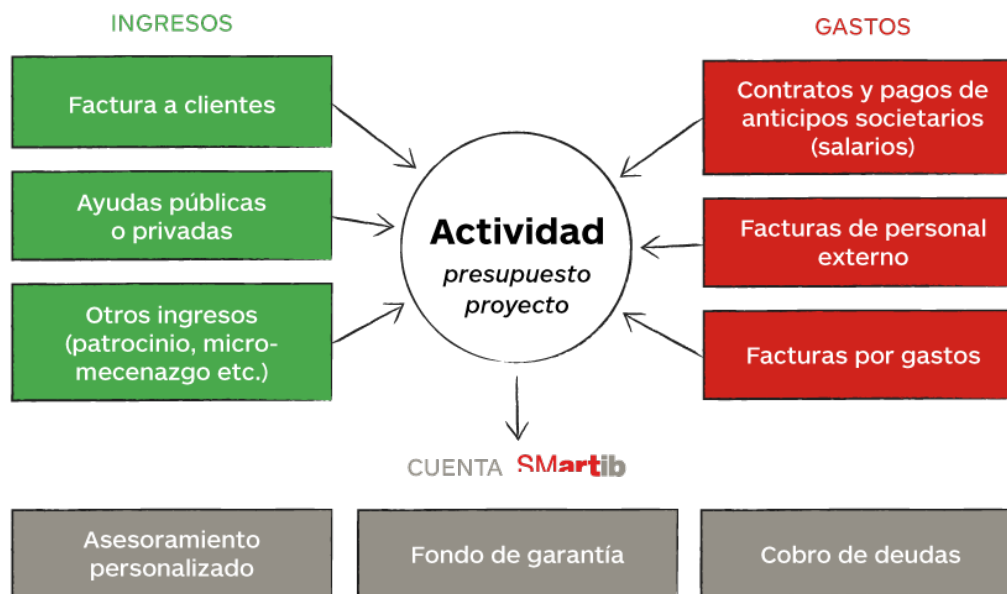 INGRESOS
Factura a clientes
Ayudas públicas
o privadas
Otros ingresos
(patrocinio, micro-
mecenazgo etc.)
Actividad
presupuesto
proyecto
GASTOS
Contratos y pagos de
anticipos societarios
(salarios)
Facturas de personal
externo
Facturas por gastos
CUENTA SMartib
Asesoramiento
personalizado
Fondo de garantía
Cobro de deudas